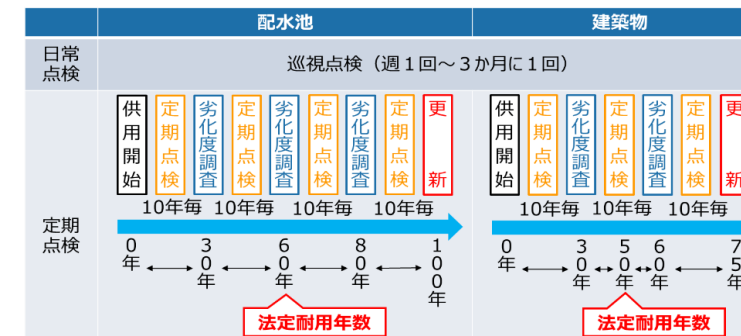 配水池 建築物
日常点検
巡視点検（週１回～３か月に１回）
定期点検
供用開始 定期点検 劣化度調査 定期点検 劣化度調査 定期点検 劣化度調査 定期点検 更新
10年毎 10年毎 10年毎 10年毎
0年 30年 60年 80年 100年
法定耐用年数
供用開始 定期点検 劣化度調査 定期点検 劣化度調査 定期点検 更新
10年毎 10年毎 10年毎
0年 30年 50年 60年 75年
法定耐用年数